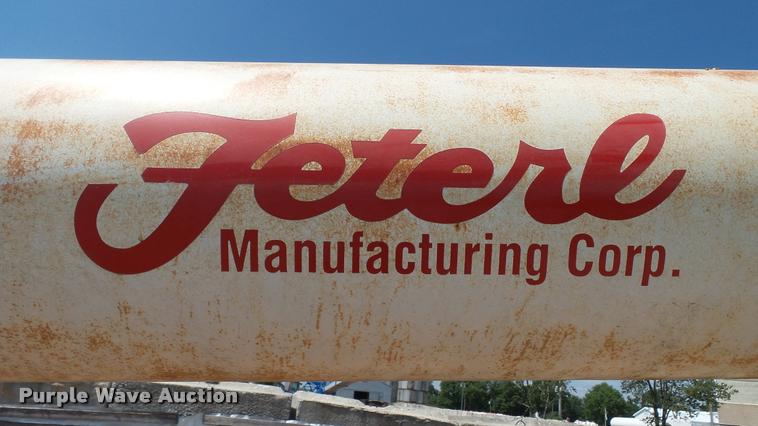 Feterl
Manufacturing Corp.
Purple Wave Auction